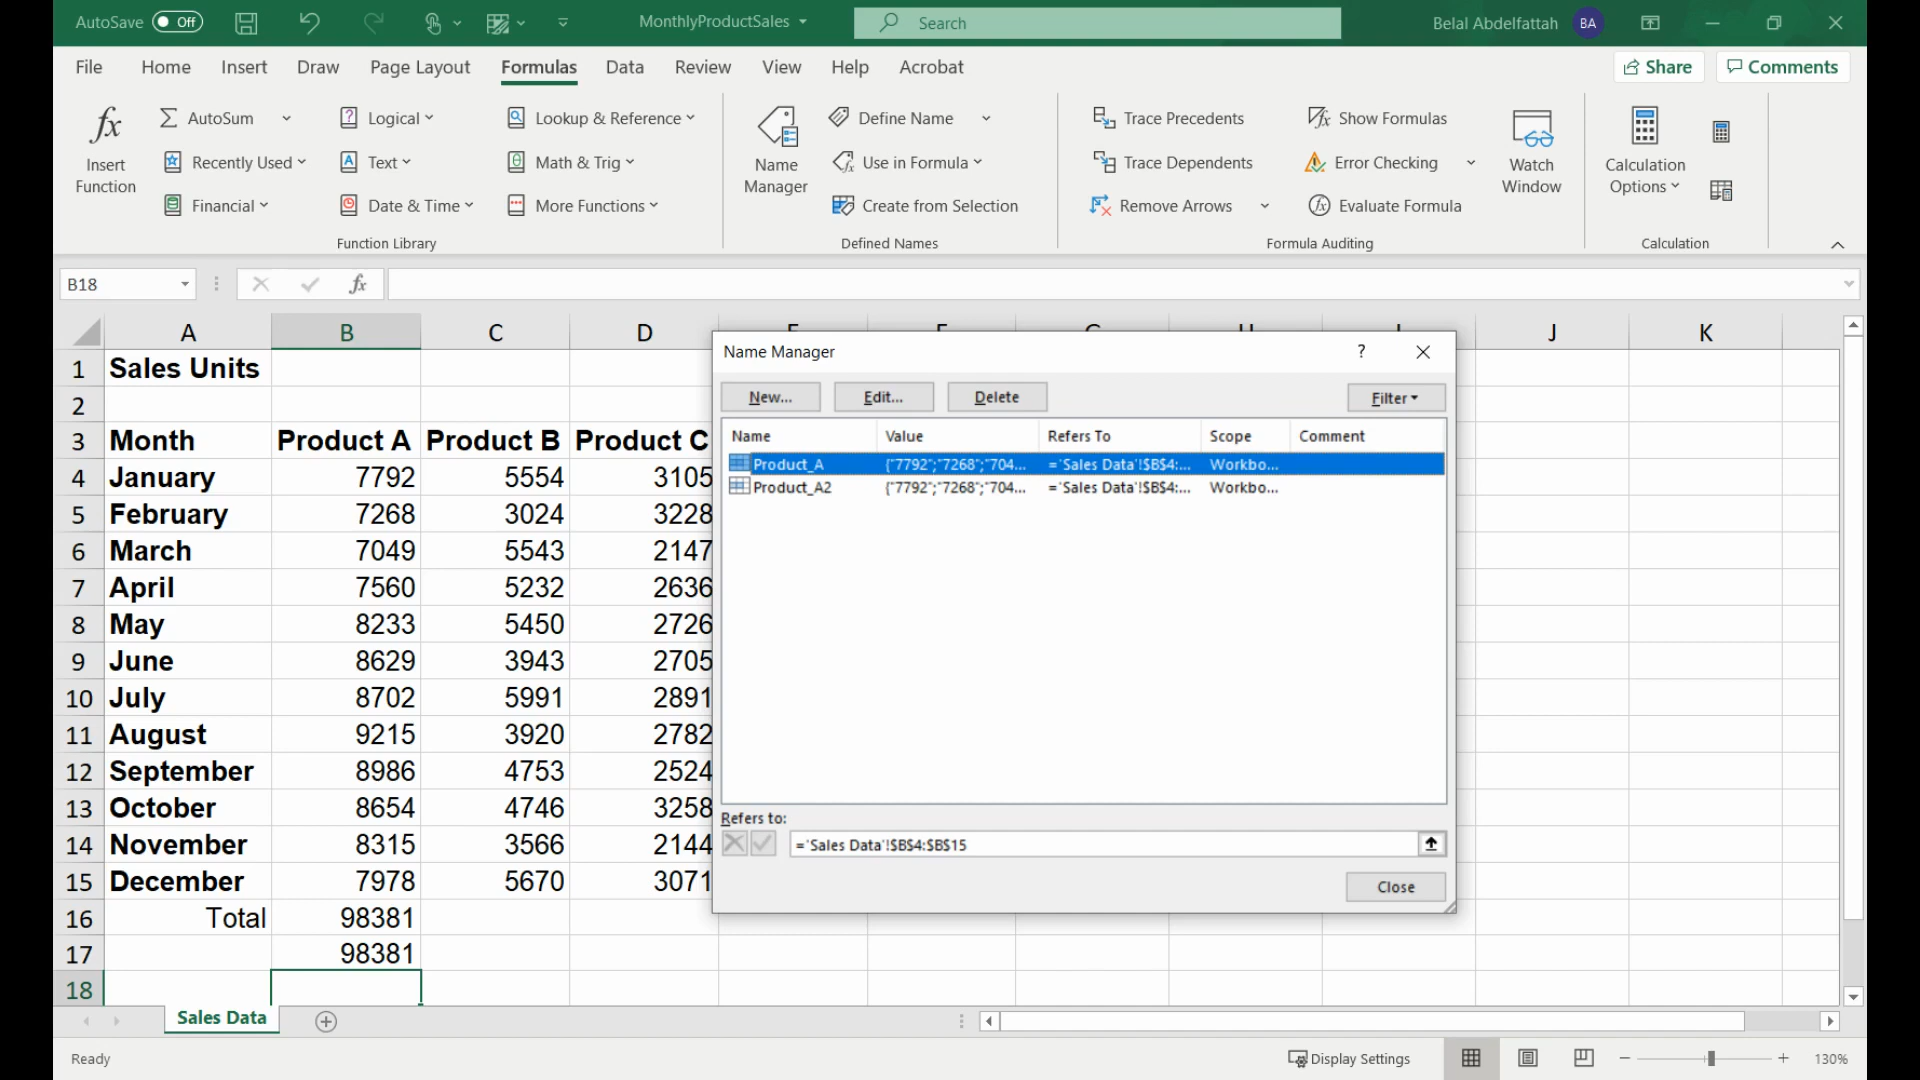 AutoSave Off MonthlyProductSales Search Belal Abdelfattah BA
File Home Insert Draw Page Layout Formulas Data Review View Help Acrobat Share Comments
fx Insert Function
AutoSum
Recently Used
Financial
Logical
Text
Date & Time
Lookup & Reference
Math & Trig
More Functions
Function Library
Name Manager
Define Name
Use in Formula
Create from Selection
Defined Names
Trace Precedents
Trace Dependents
Remove Arrows
Show Formulas
Error Checking
Evaluate Formula
Formula Auditing
Watch Window
Calculation Options
Calculation
B18 fx
A B C D J K
1 Sales Units
2
3 Month Product A Product B Product C
4 January 7792 5554 3105
5 February 7268 3024 3228
6 March 7049 5543 2147
7 April 7560 5232 2636
8 May 8233 5450 2726
9 June 8629 3943 2705
10 July 8702 5991 2891
11 August 9215 3920 2782
12 September 8986 4753 2524
13 October 8654 4746 3258
14 November 8315 3566 2144
15 December 7978 5670 3071
16 Total 98381
17 98381
18
Name Manager ?
New... Edit... Delete Filter
Name Value Refers To Scope Comment
Product_A {"7792";"7268";"704... ='Sales Data'!$B$4:... Workbo...
Product_A2 {"7792";"7268";"704... ='Sales Data'!$B$4:... Workbo...
Refers to:
='Sales Data'!$B$4:$B$15
Close
Sales Data
Ready Display Settings 130%